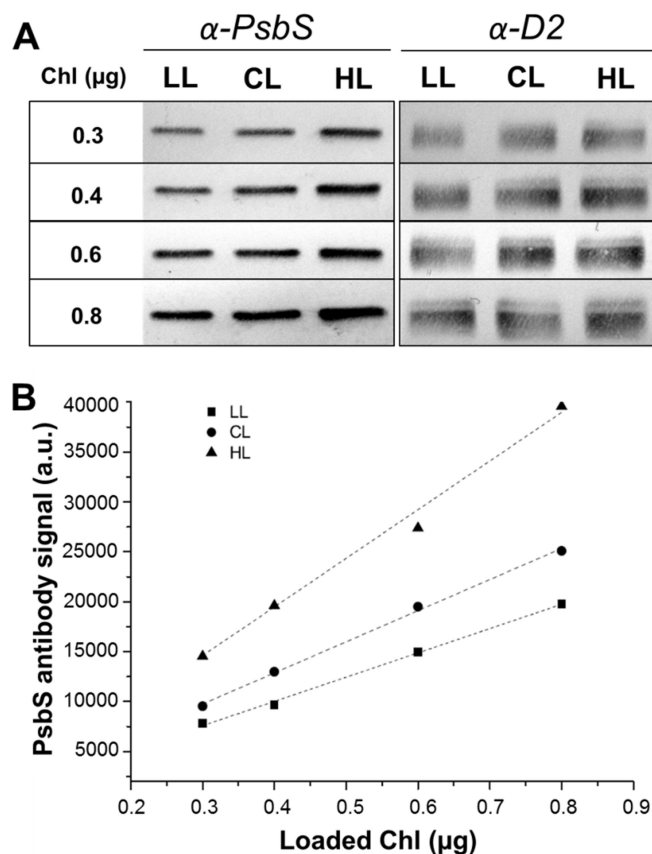 A
α-PsbS
α-D2
Chl (µg)
LL
CL
HL
LL
CL
HL
0.3
0.4
0.6
0.8
B
40000
35000
30000
25000
20000
15000
10000
5000
LL
CL
HL
PsbS antibody signal (a.u.)
0.2
0.3
0.4
0.5
0.6
0.7
0.8
0.9
Loaded Chl (µg)